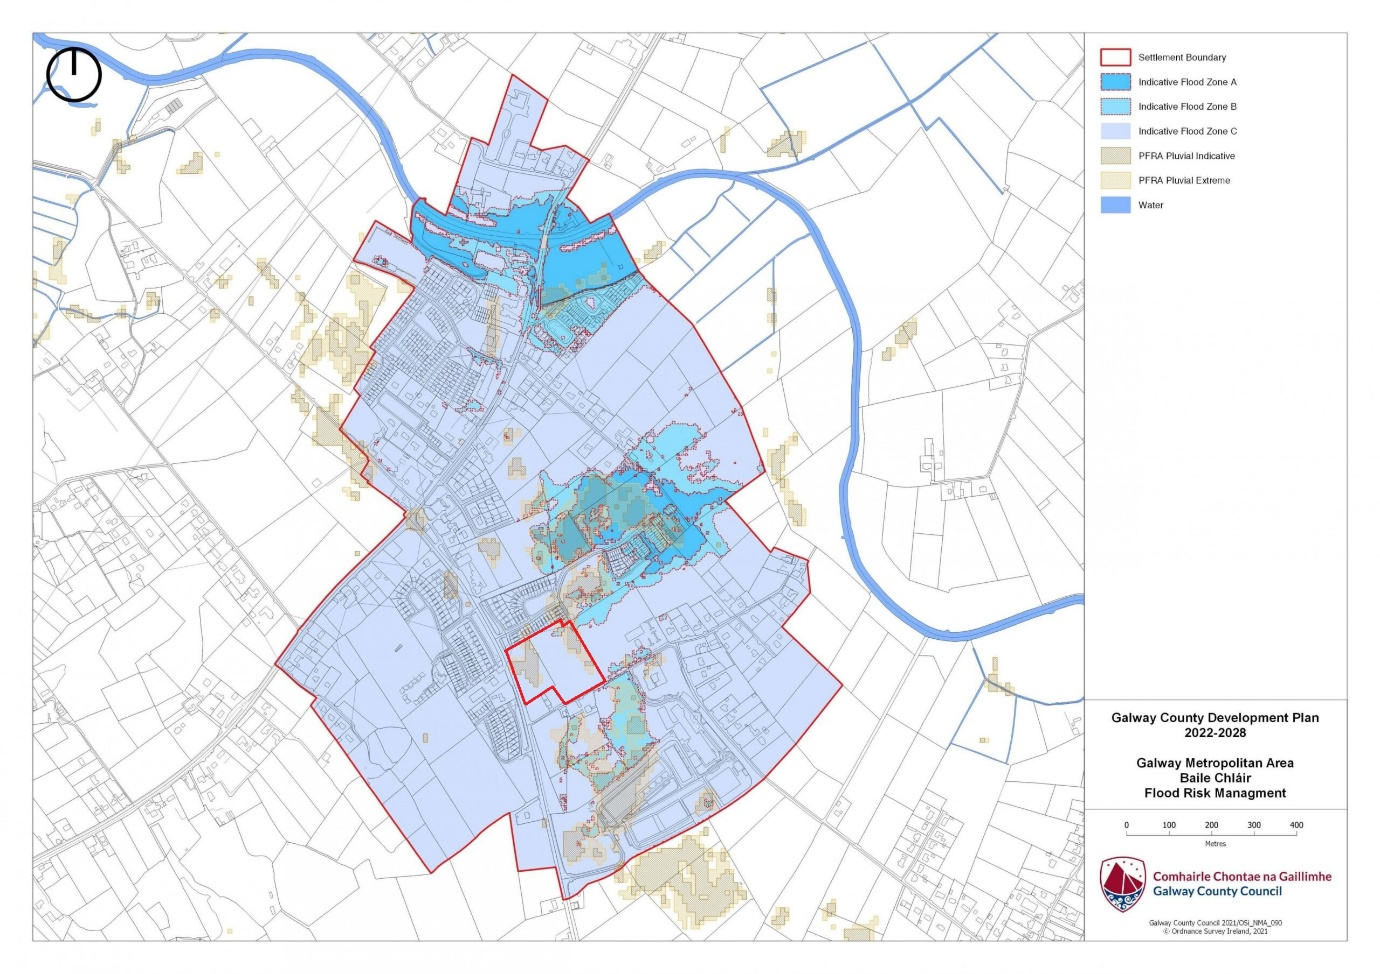 Settlement Boundary
Indicative Flood Zone A
Indicative Flood Zone B
Indicative Flood Zone C
PFRA Pluvial Indicative
PFRA Pluvial Extreme
Water
Galway County Development Plan
2022-2028
Galway Metropolitan Area
Baile Chláir
Flood Risk Managment
0 100 200 300 400
Metres
Comhairle Chontae na Gaillimhe
Galway County Council
Galway County Council 2021/OSi_NMA_090
© Ordnance Survey Ireland, 2021